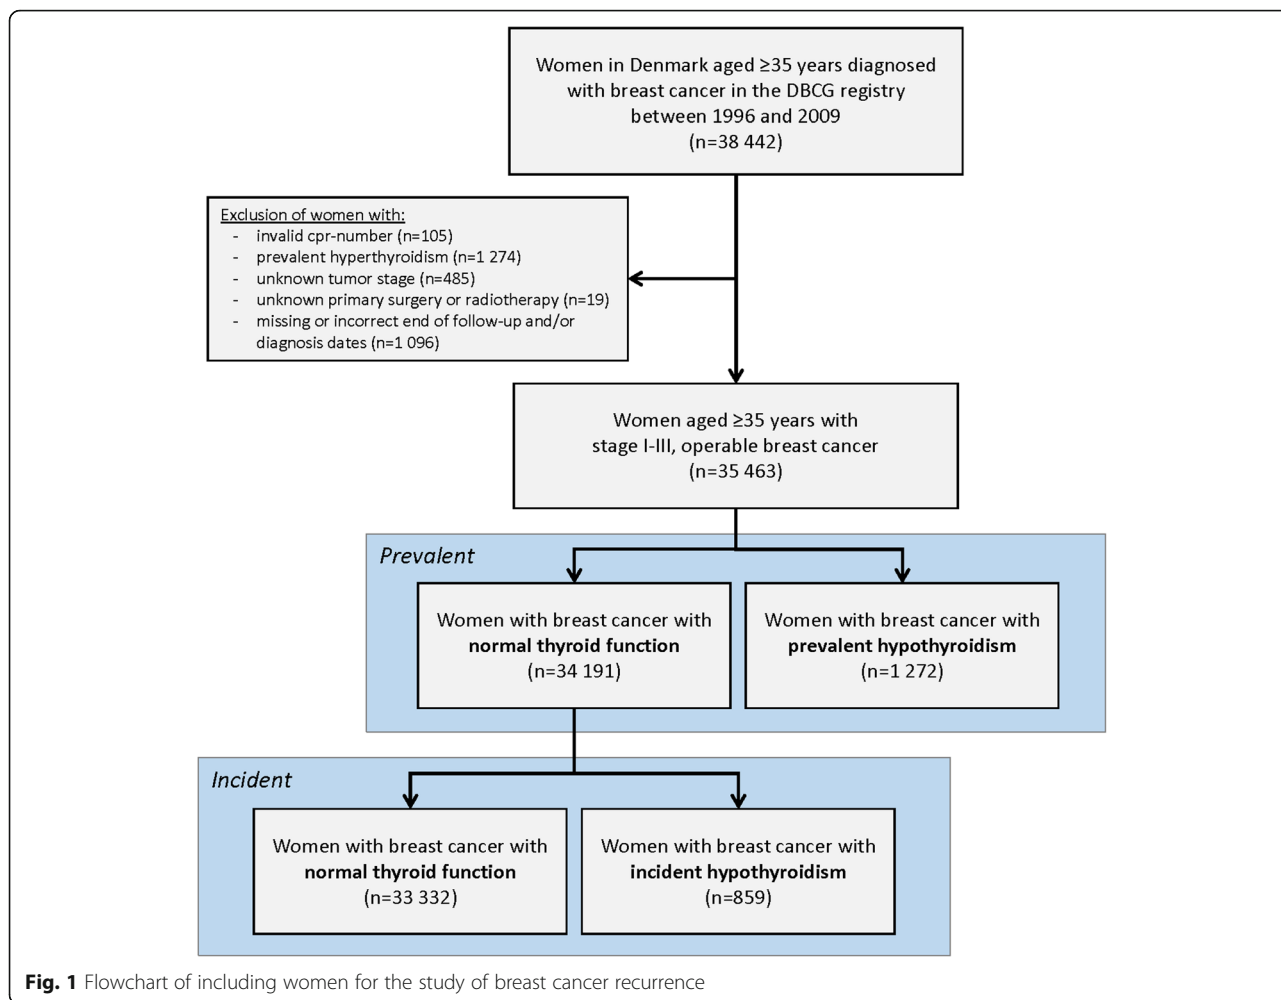 Women in Denmark aged ≥35 years diagnosed
with breast cancer in the DBCG registry
between 1996 and 2009
(n=38 442)
Exclusion of women with:
- invalid cpr-number (n=105)
- prevalent hyperthyroidism (n=1 274)
- unknown tumor stage (n=485)
- unknown primary surgery or radiotherapy (n=19)
- missing or incorrect end of follow-up and/or
diagnosis dates (n=1 096)
Women aged ≥35 years with
stage I-III, operable breast cancer
(n=35 463)
Prevalent
Women with breast cancer with
normal thyroid function
(n=34 191)
Women with breast cancer with
prevalent hypothyroidism
(n=1 272)
Incident
Women with breast cancer with
normal thyroid function
(n=33 332)
Women with breast cancer with
incident hypothyroidism
(n=859)
Fig. 1 Flowchart of including women for the study of breast cancer recurrence